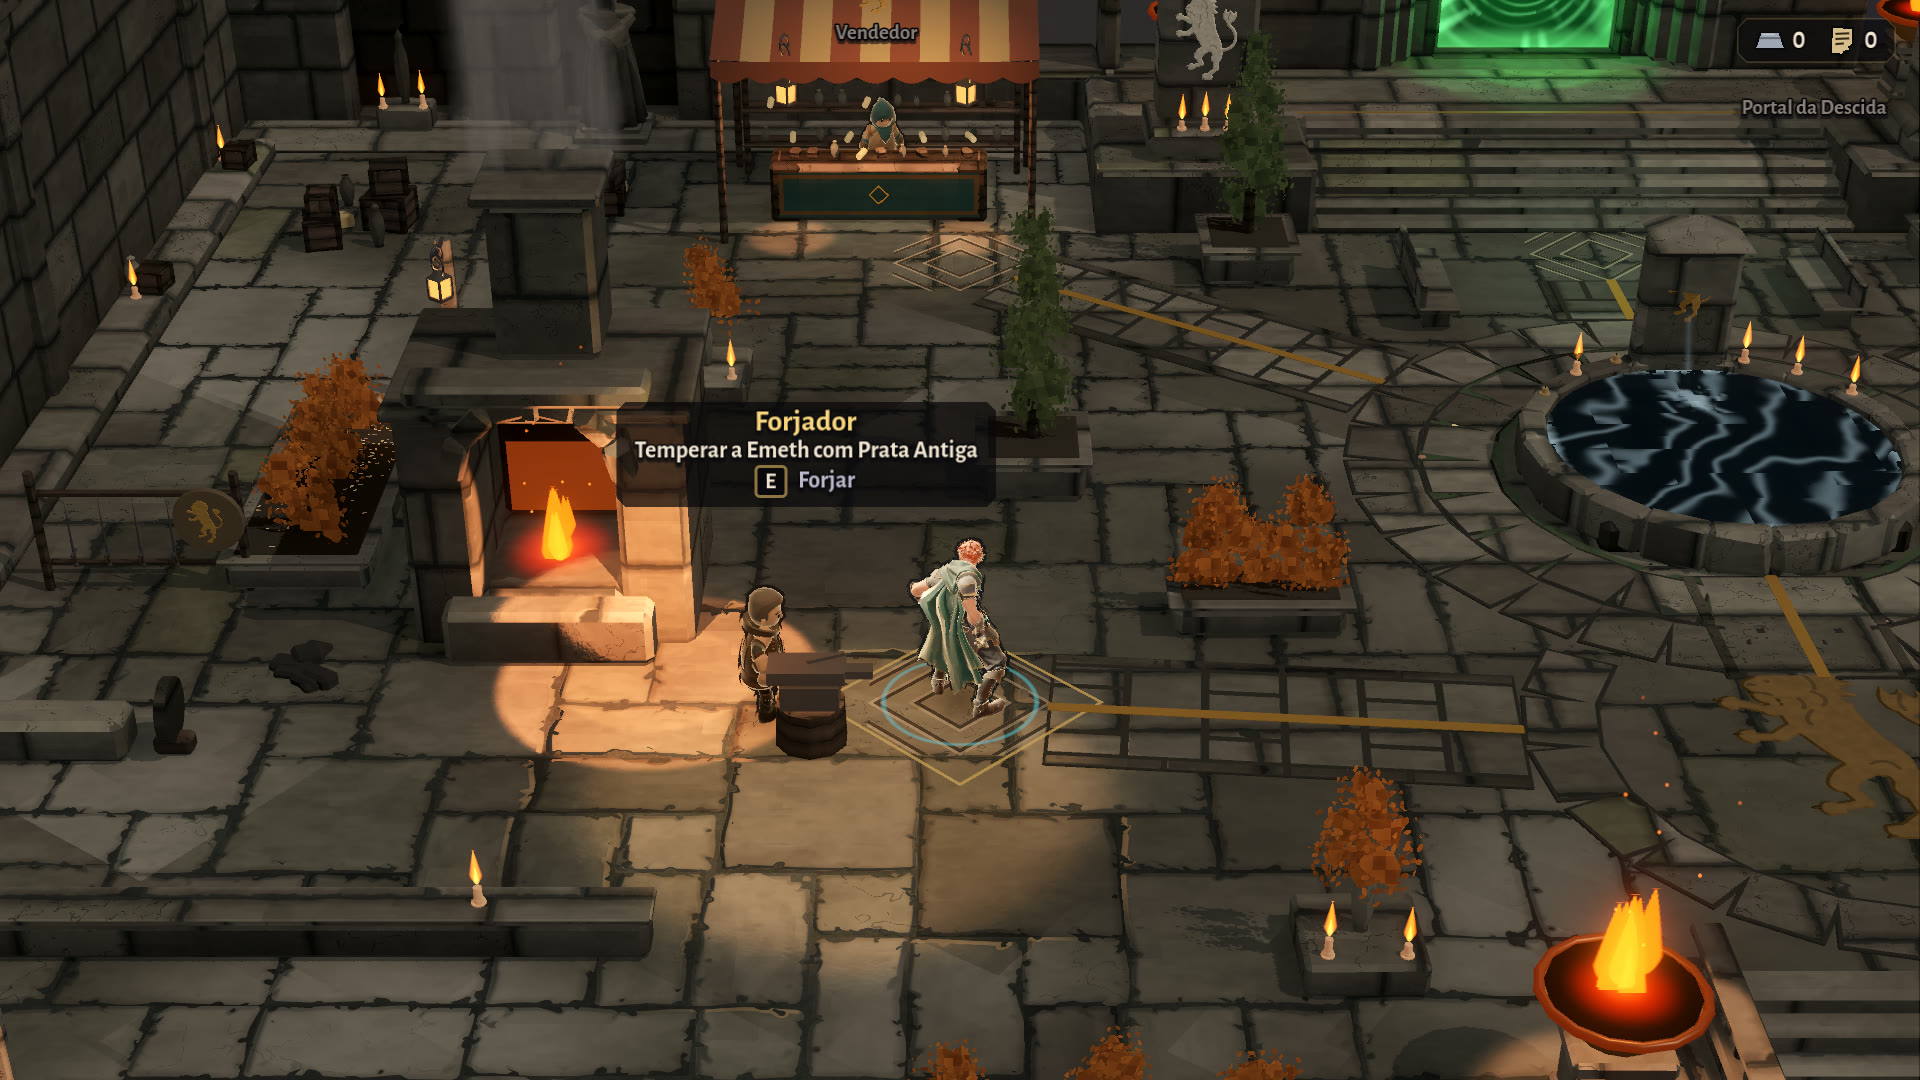 Vendedor
0 0
Portal da Descida
Forjador
Temperar a Emeth com Prata Antiga
E Forjar